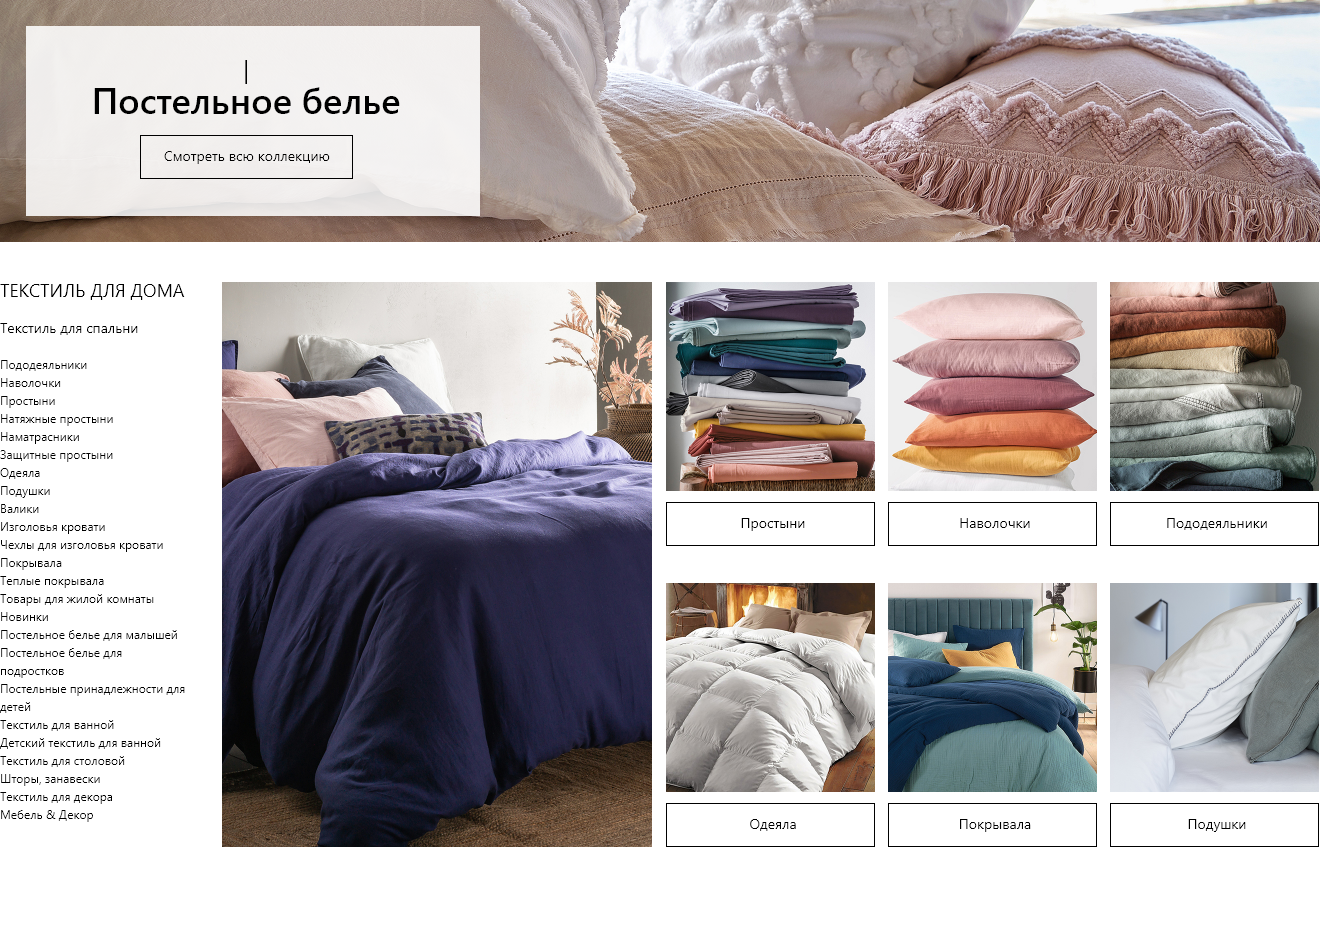 |
Постельное белье
Смотреть всю коллекцию
ТЕКСТИЛЬ ДЛЯ ДОМА
Текстиль для спальни
Пододеяльники
Наволочки
Простыни
Натяжные простыни
Наматрасники
Защитные простыни
Одеяла
Подушки
Валики
Изголовья кровати
Чехлы для изголовья кровати
Покрывала
Теплые покрывала
Товары для жилой комнаты
Новинки
Постельное белье для малышей
Постельное белье для
подростков
Постельные принадлежности для
детей
Текстиль для ванной
Детский текстиль для ванной
Текстиль для столовой
Шторы, занавески
Текстиль для декора
Мебель & Декор
Простыни
Наволочки
Пододеяльники
Одеяла
Покрывала
Подушки